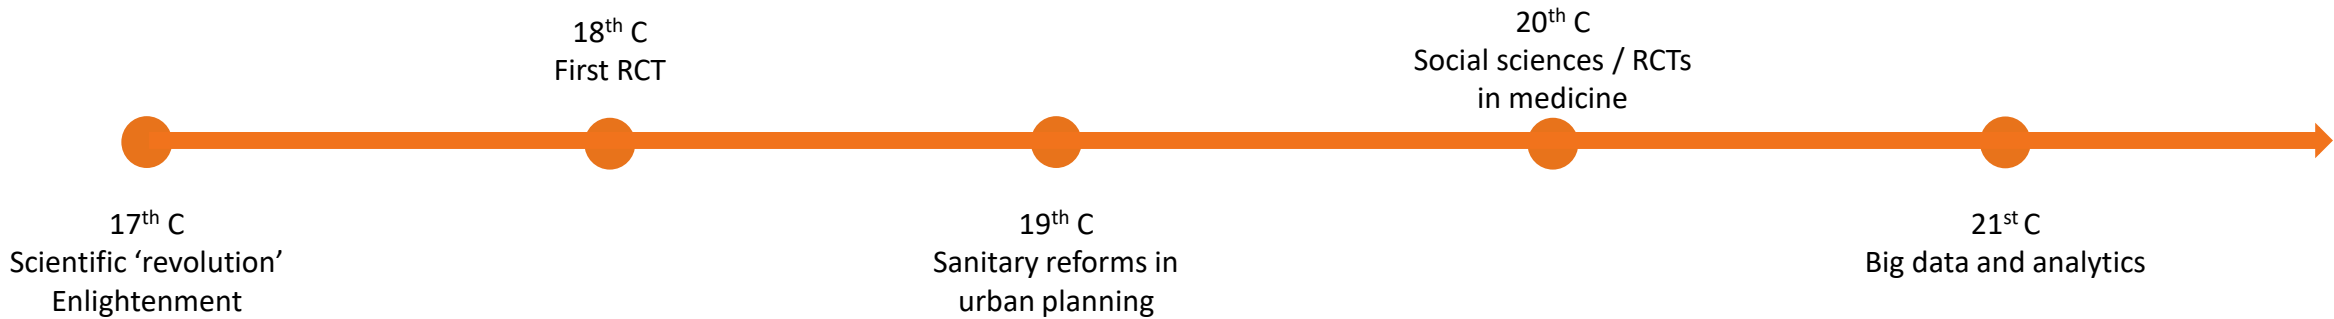 17th C
Scientific ‘revolution’
Enlightenment
18th C
First RCT
19th C
Sanitary reforms in
urban planning
20th C
Social sciences / RCTs
in medicine
21st C
Big data and analytics